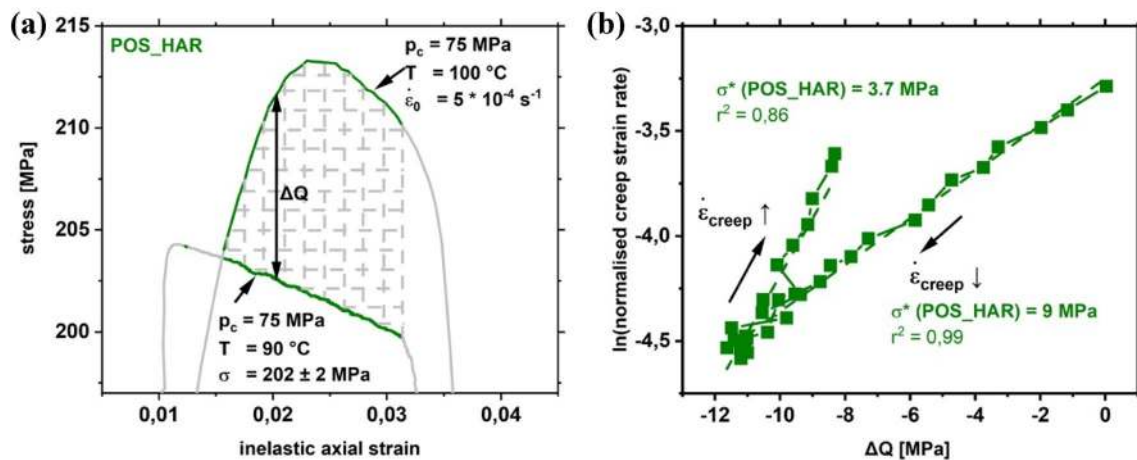 (a)
215
210
205
200
stress [MPa]
POS_HAR
p_c = 75 MPa
T = 100 °C
ε̇_0 = 5 * 10^-4 s^-1
ΔQ
p_c = 75 MPa
T = 90 °C
σ = 202 ± 2 MPa
0,01
0,02
0,03
0,04
inelastic axial strain
(b)
-3,0
-3,5
-4,0
-4,5
ln(normalised creep strain rate)
σ* (POS_HAR) = 3.7 MPa
r² = 0,86
ε̇_creep ↑
ε̇_creep ↓
σ* (POS_HAR) = 9 MPa
r² = 0,99
-12
-10
-8
-6
-4
-2
0
ΔQ [MPa]